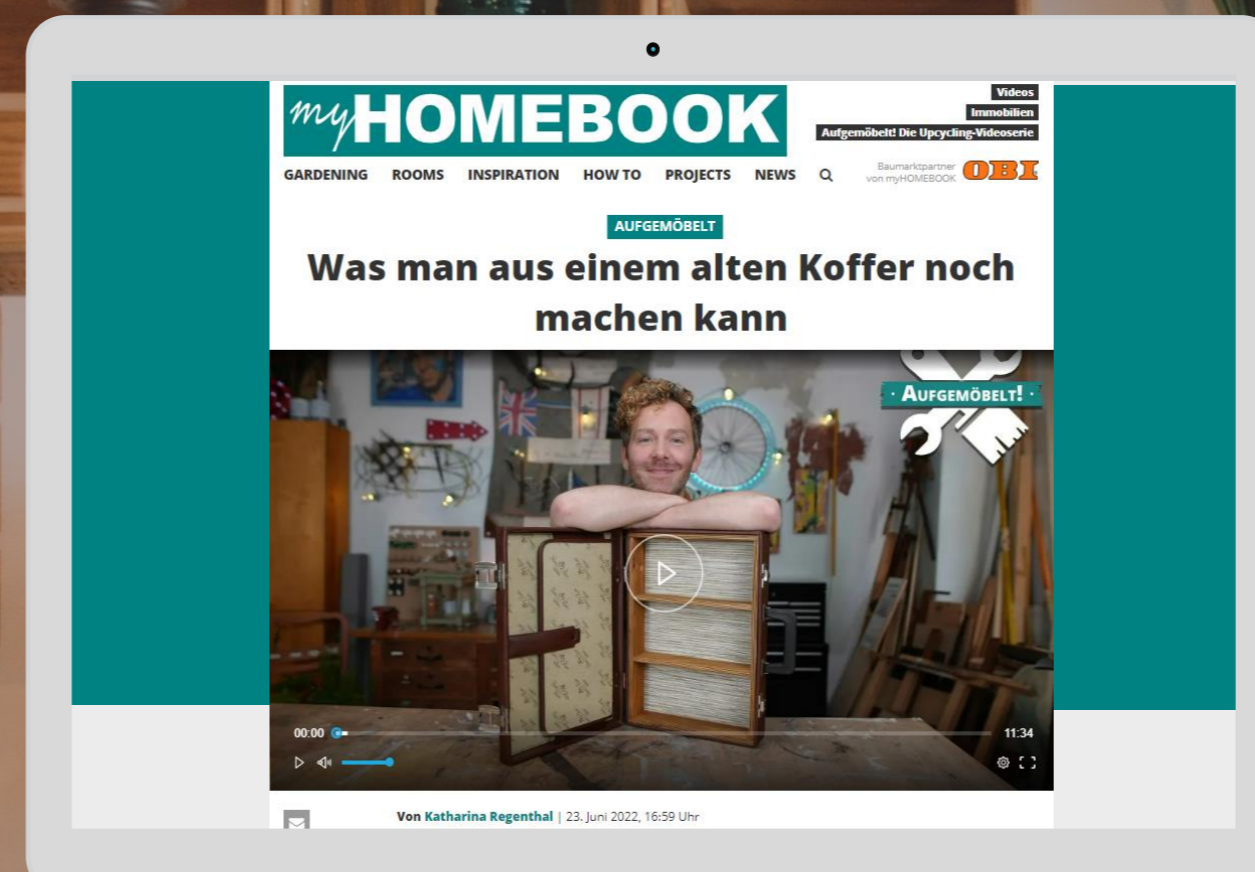 myHOMEBOOK
Videos
Immobilien
Aufgemöbelt! Die Upcycling-Videoserie
GARDENING ROOMS INSPIRATION HOW TO PROJECTS NEWS
Baumarktpartner
von myHOMEBOOK
OBI
AUFGEMÖBELT
Was man aus einem alten Koffer noch
machen kann
· AUFGEMÖBELT! ·
00:00
11:34
Von Katharina Regenthal | 23. Juni 2022, 16:59 Uhr